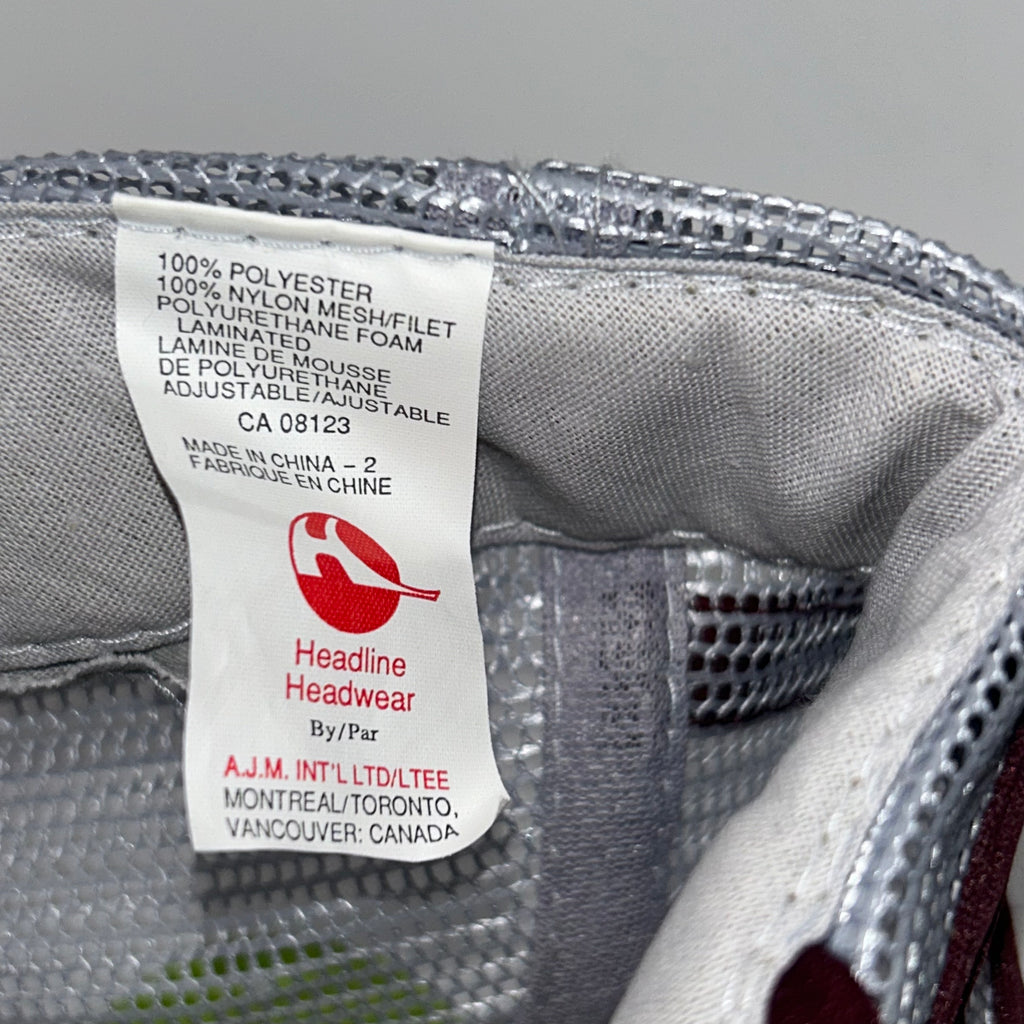 100% POLYESTER
100% NYLON MESH/FILET
POLYURETHANE FOAM
LAMINATED
LAMINE DE MOUSSE
DE POLYURETHANE
ADJUSTABLE/AJUSTABLE
CA 08123
MADE IN CHINA – 2
FABRIQUE EN CHINE
Headline
Headwear
By/Par
A.J.M. INT'L LTD/LTEE
MONTREAL/TORONTO,
VANCOUVER: CANADA